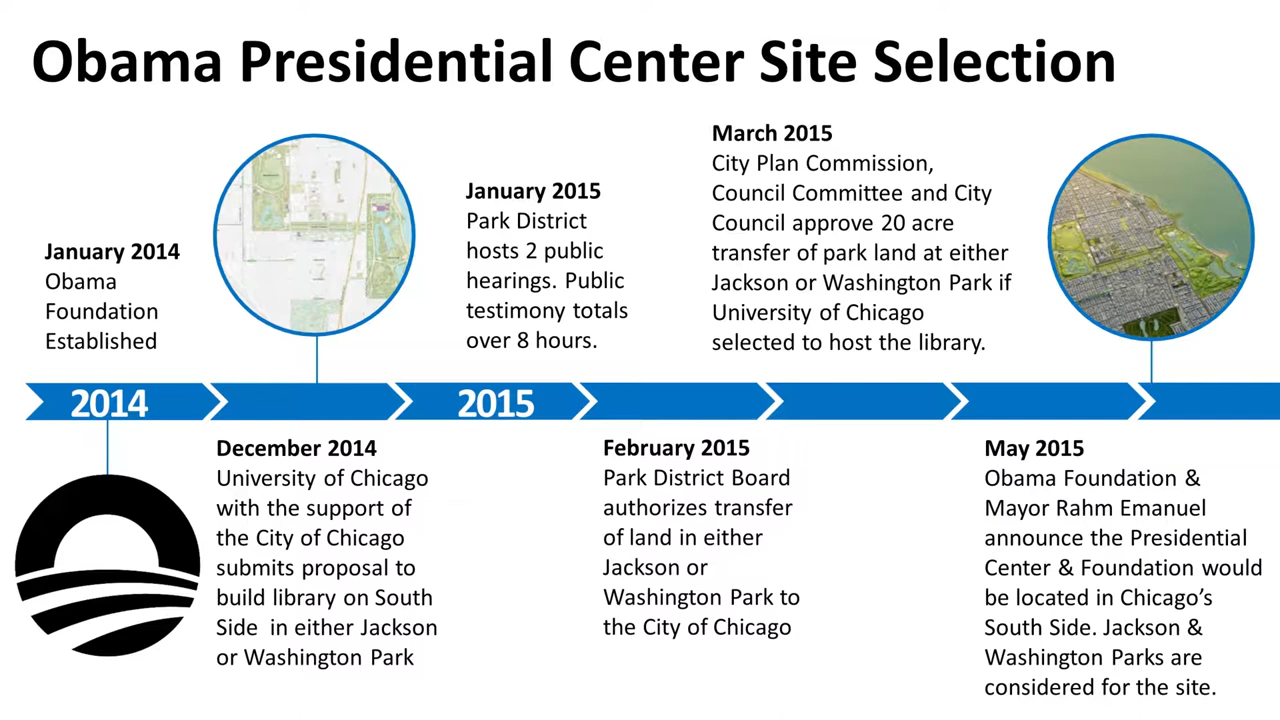 Obama Presidential Center Site Selection
January 2014
Obama
Foundation
Established
January 2015
Park District
hosts 2 public
hearings. Public
testimony totals
over 8 hours.
March 2015
City Plan Commission,
Council Committee and City
Council approve 20 acre
transfer of park land at either
Jackson or Washington Park if
University of Chicago
selected to host the library.
2014
2015
December 2014
University of Chicago
with the support of
the City of Chicago
submits proposal to
build library on South
Side  in either Jackson
or Washington Park
February 2015
Park District Board
authorizes transfer
of land in either
Jackson or
Washington Park to
the City of Chicago
May 2015
Obama Foundation &
Mayor Rahm Emanuel
announce the Presidential
Center & Foundation would
be located in Chicago’s
South Side. Jackson &
Washington Parks are
considered for the site.